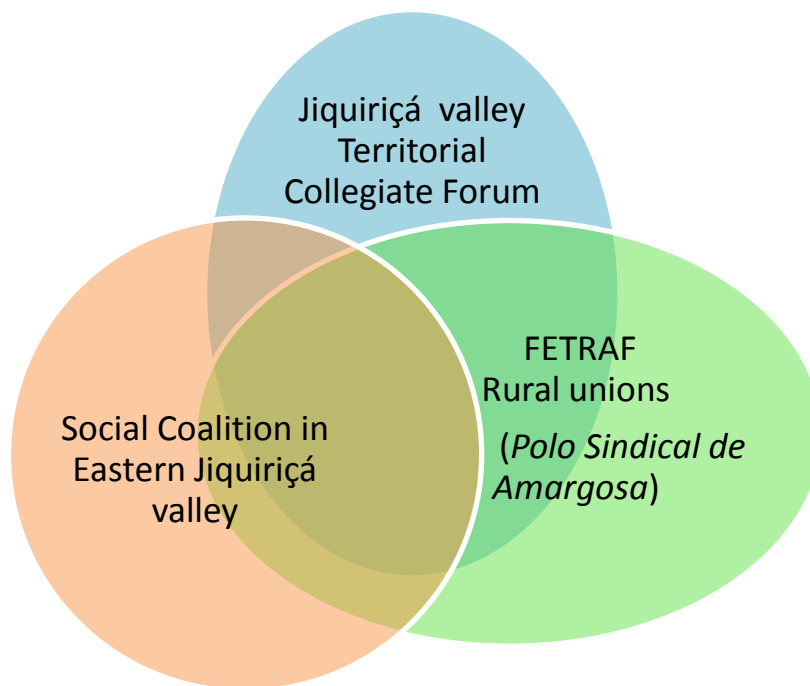 Jiquiriçá valley
Territorial
Collegiate Forum
FETRAF
Rural unions
(Polo Sindical de
Amargosa)
Social Coalition in
Eastern Jiquiriçá
valley